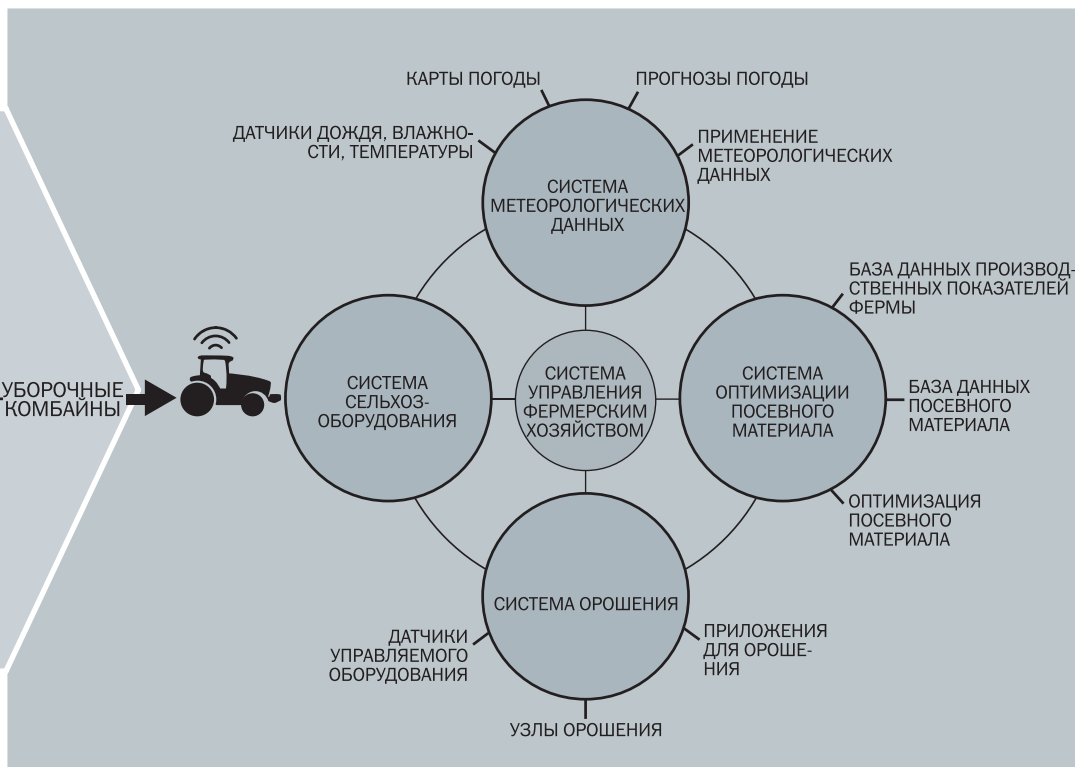 КАРТЫ ПОГОДЫ
ПРОГНОЗЫ ПОГОДЫ
ДАТЧИКИ ДОЖДЯ, ВЛАЖНО-
СТИ, ТЕМПЕРАТУРЫ
ПРИМЕНЕНИЕ
МЕТЕОРОЛОГИЧЕСКИХ
ДАННЫХ
СИСТЕМА
МЕТЕОРОЛОГИЧЕСКИХ
ДАННЫХ
БАЗА ДАННЫХ ПРОИЗВОД-
СТВЕННЫХ ПОКАЗАТЕЛЕЙ
ФЕРМЫ
УБОРОЧНЫЕ
КОМБАЙНЫ
СИСТЕМА
СЕЛЬХОЗ-
ОБОРУДОВАНИЯ
СИСТЕМА
УПРАВЛЕНИЯ
ФЕРМЕРСКИМ
ХОЗЯЙСТВОМ
СИСТЕМА
ОПТИМИЗАЦИИ
ПОСЕВНОГО
МАТЕРИАЛА
БАЗА ДАННЫХ
ПОСЕВНОГО
МАТЕРИАЛА
ОПТИМИЗАЦИЯ
ПОСЕВНОГО
МАТЕРИАЛА
СИСТЕМА ОРОШЕНИЯ
ДАТЧИКИ
УПРАВЛЯЕМОГО
ОБОРУДОВАНИЯ
ПРИЛОЖЕНИЯ
ДЛЯ ОРОШЕ-
НИЯ
УЗЛЫ ОРОШЕНИЯ